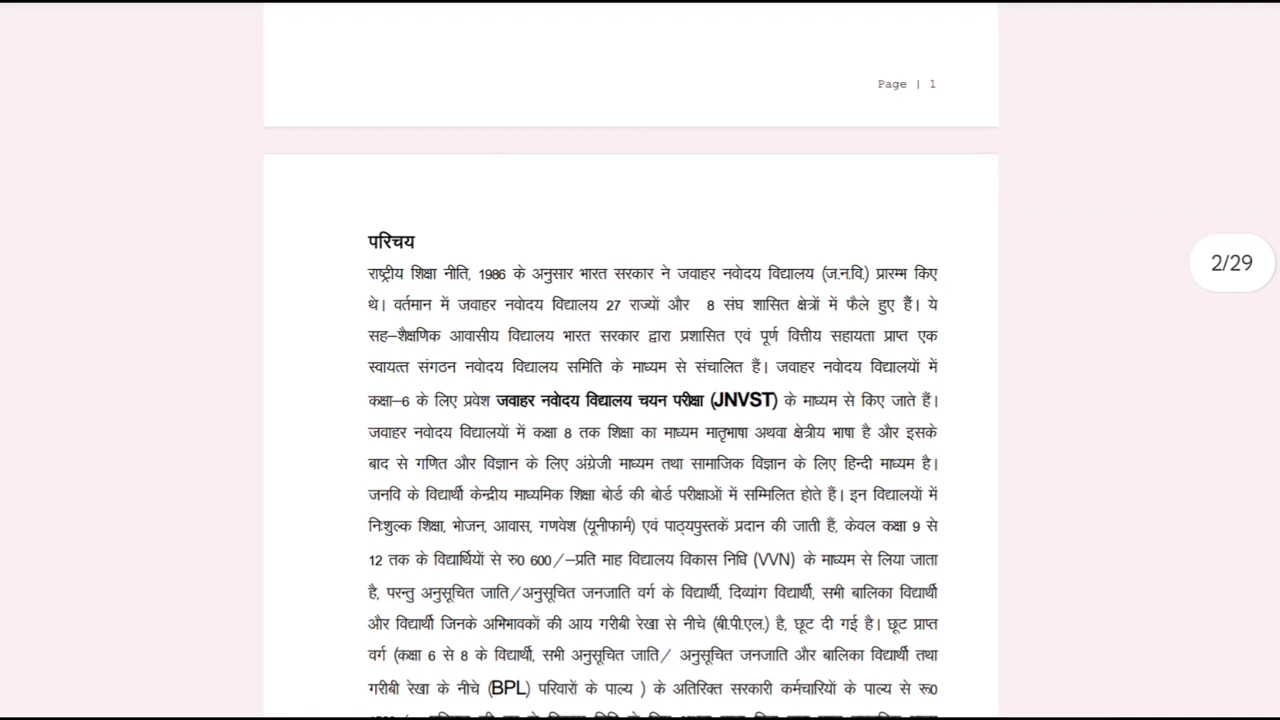 Page | 1
परिचय
राष्ट्रीय शिक्षा नीति, 1986 के अनुसार भारत सरकार ने जवाहर नवोदय विद्यालय (ज.न.वि.) प्रारम्भ किए
थे। वर्तमान में जवाहर नवोदय विद्यालय 27 राज्यों और 8 संघ शासित क्षेत्रों में फैले हुए हैं। ये
सह–शैक्षणिक आवासीय विद्यालय भारत सरकार द्वारा प्रशासित एवं पूर्ण वित्तीय सहायता प्राप्त एक
स्वायत्त संगठन नवोदय विद्यालय समिति के माध्यम से संचालित हैं। जवाहर नवोदय विद्यालयों में
कक्षा–6 के लिए प्रवेश जवाहर नवोदय विद्यालय चयन परीक्षा (JNVST) के माध्यम से किए जाते हैं।
जवाहर नवोदय विद्यालयों में कक्षा 8 तक शिक्षा का माध्यम मातृभाषा अथवा क्षेत्रीय भाषा है और इसके
बाद से गणित और विज्ञान के लिए अंग्रेजी माध्यम तथा सामाजिक विज्ञान के लिए हिन्दी माध्यम है।
जनवि के विद्यार्थी केन्द्रीय माध्यमिक शिक्षा बोर्ड की बोर्ड परीक्षाओं में सम्मिलित होते हैं। इन विद्यालयों में
निःशुल्क शिक्षा, भोजन, आवास, गणवेश (यूनीफार्म) एवं पाठ्यपुस्तकें प्रदान की जाती हैं, केवल कक्षा 9 से
12 तक के विद्यार्थियों से रु0 600/–प्रति माह विद्यालय विकास निधि (VVN) के माध्यम से लिया जाता
है, परन्तु अनुसूचित जाति/अनुसूचित जनजाति वर्ग के विद्यार्थी, दिव्यांग विद्यार्थी, सभी बालिका विद्यार्थी
और विद्यार्थी जिनके अभिभावकों की आय गरीबी रेखा से नीचे (बी.पी.एल.) है, छूट दी गई है। छूट प्राप्त
वर्ग (कक्षा 6 से 8 के विद्यार्थी, सभी अनुसूचित जाति/ अनुसूचित जनजाति और बालिका विद्यार्थी तथा
गरीबी रेखा के नीचे (BPL) परिवारों के पाल्य ) के अतिरिक्त सरकारी कर्मचारियों के पाल्य से रू0
2/29